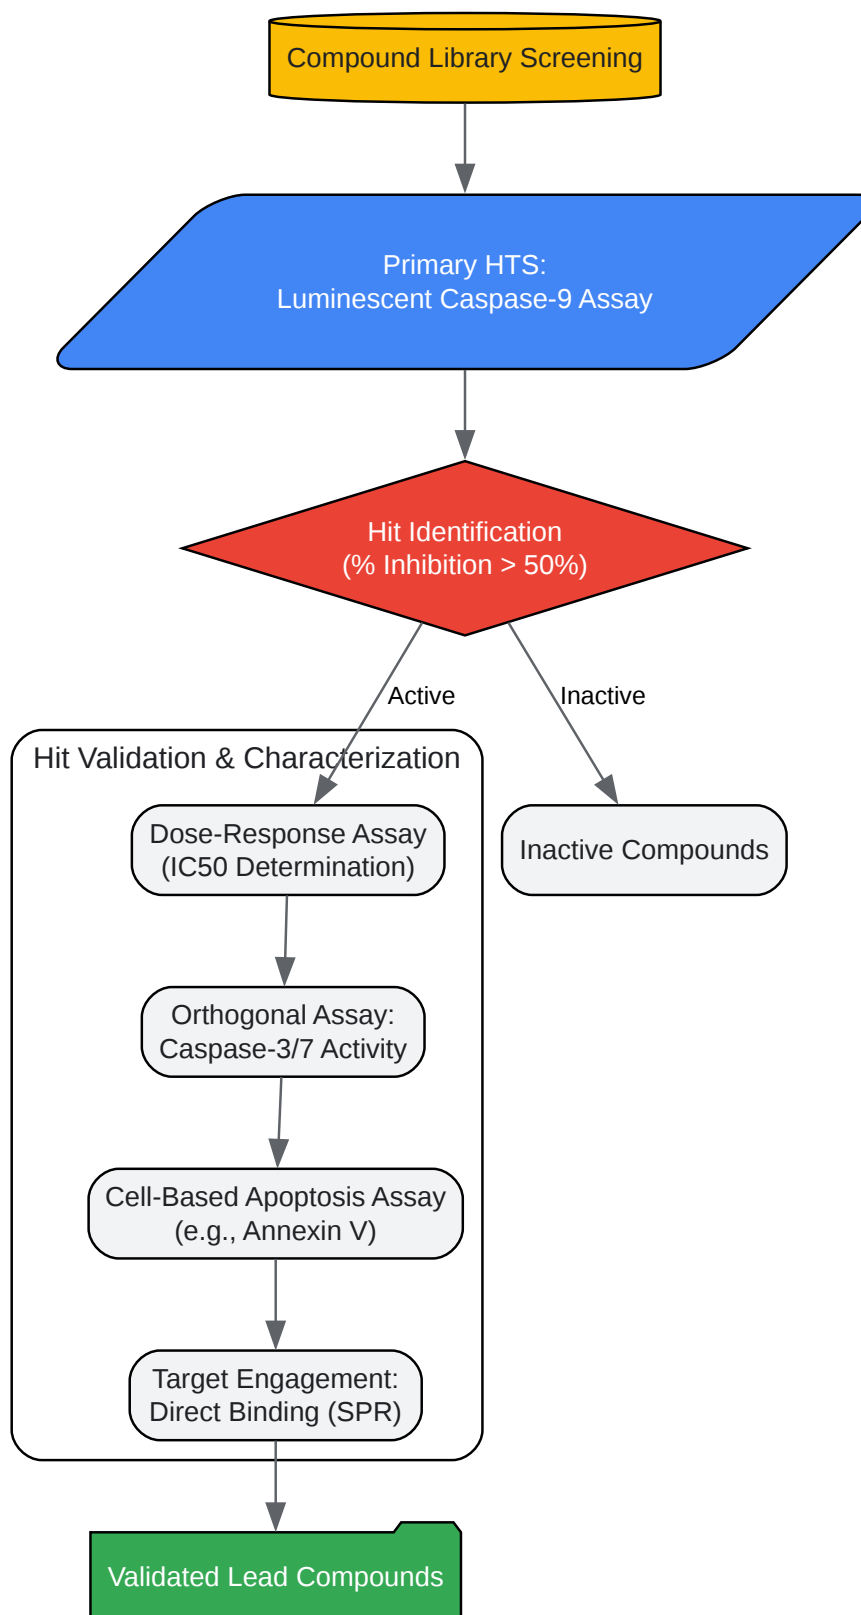 Compound Library Screening
Primary HTS:
Luminescent Caspase-9 Assay
Hit Identification
(% Inhibition > 50%)
Active
Inactive
Hit Validation & Characterization
Dose-Response Assay
(IC50 Determination)
Inactive Compounds
Orthogonal Assay:
Caspase-3/7 Activity
Cell-Based Apoptosis Assay
(e.g., Annexin V)
Target Engagement:
Direct Binding (SPR)
Validated Lead Compounds